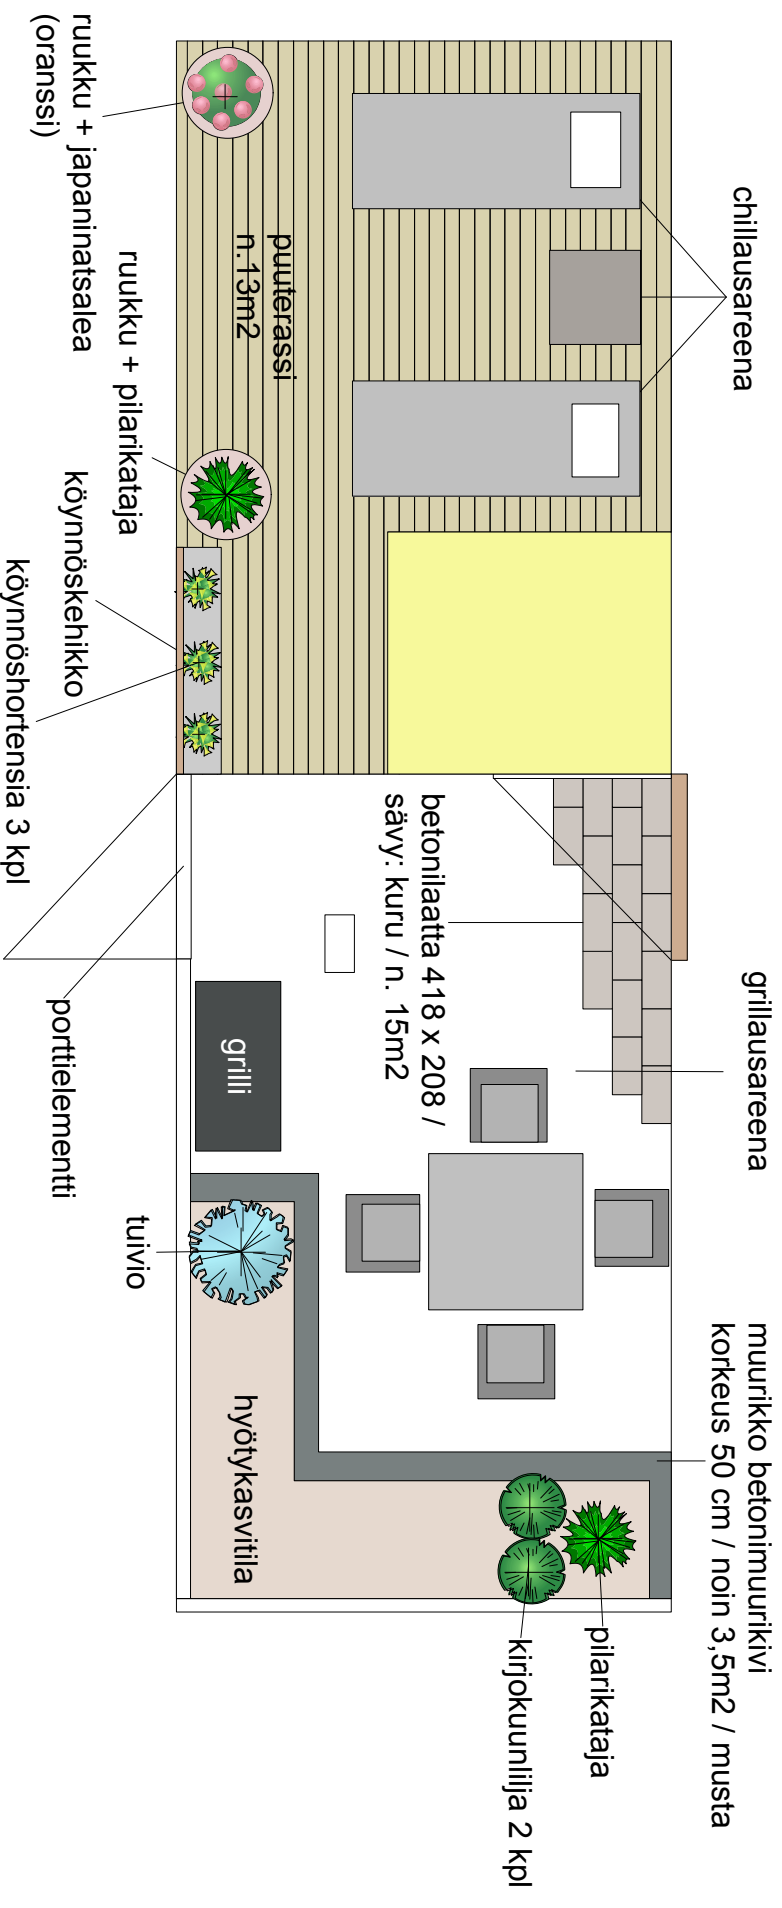 chillausareena
grillausareena
muurikko betonimuurikivi
korkeus 50 cm / noin 3,5m2 / musta
betonilaatta 418 x 208 /
sävy: kuru / n. 15m2
puuterassi
n.13m2
grilli
hyötykasvitila
pilarikataja
kirjokuunlilja 2 kpl
ruukku + japaninatsalea
(oranssi)
ruukku + pilarikataja
köynnöskehikko
köynnöshortensia 3 kpl
porttielementti
tuivio